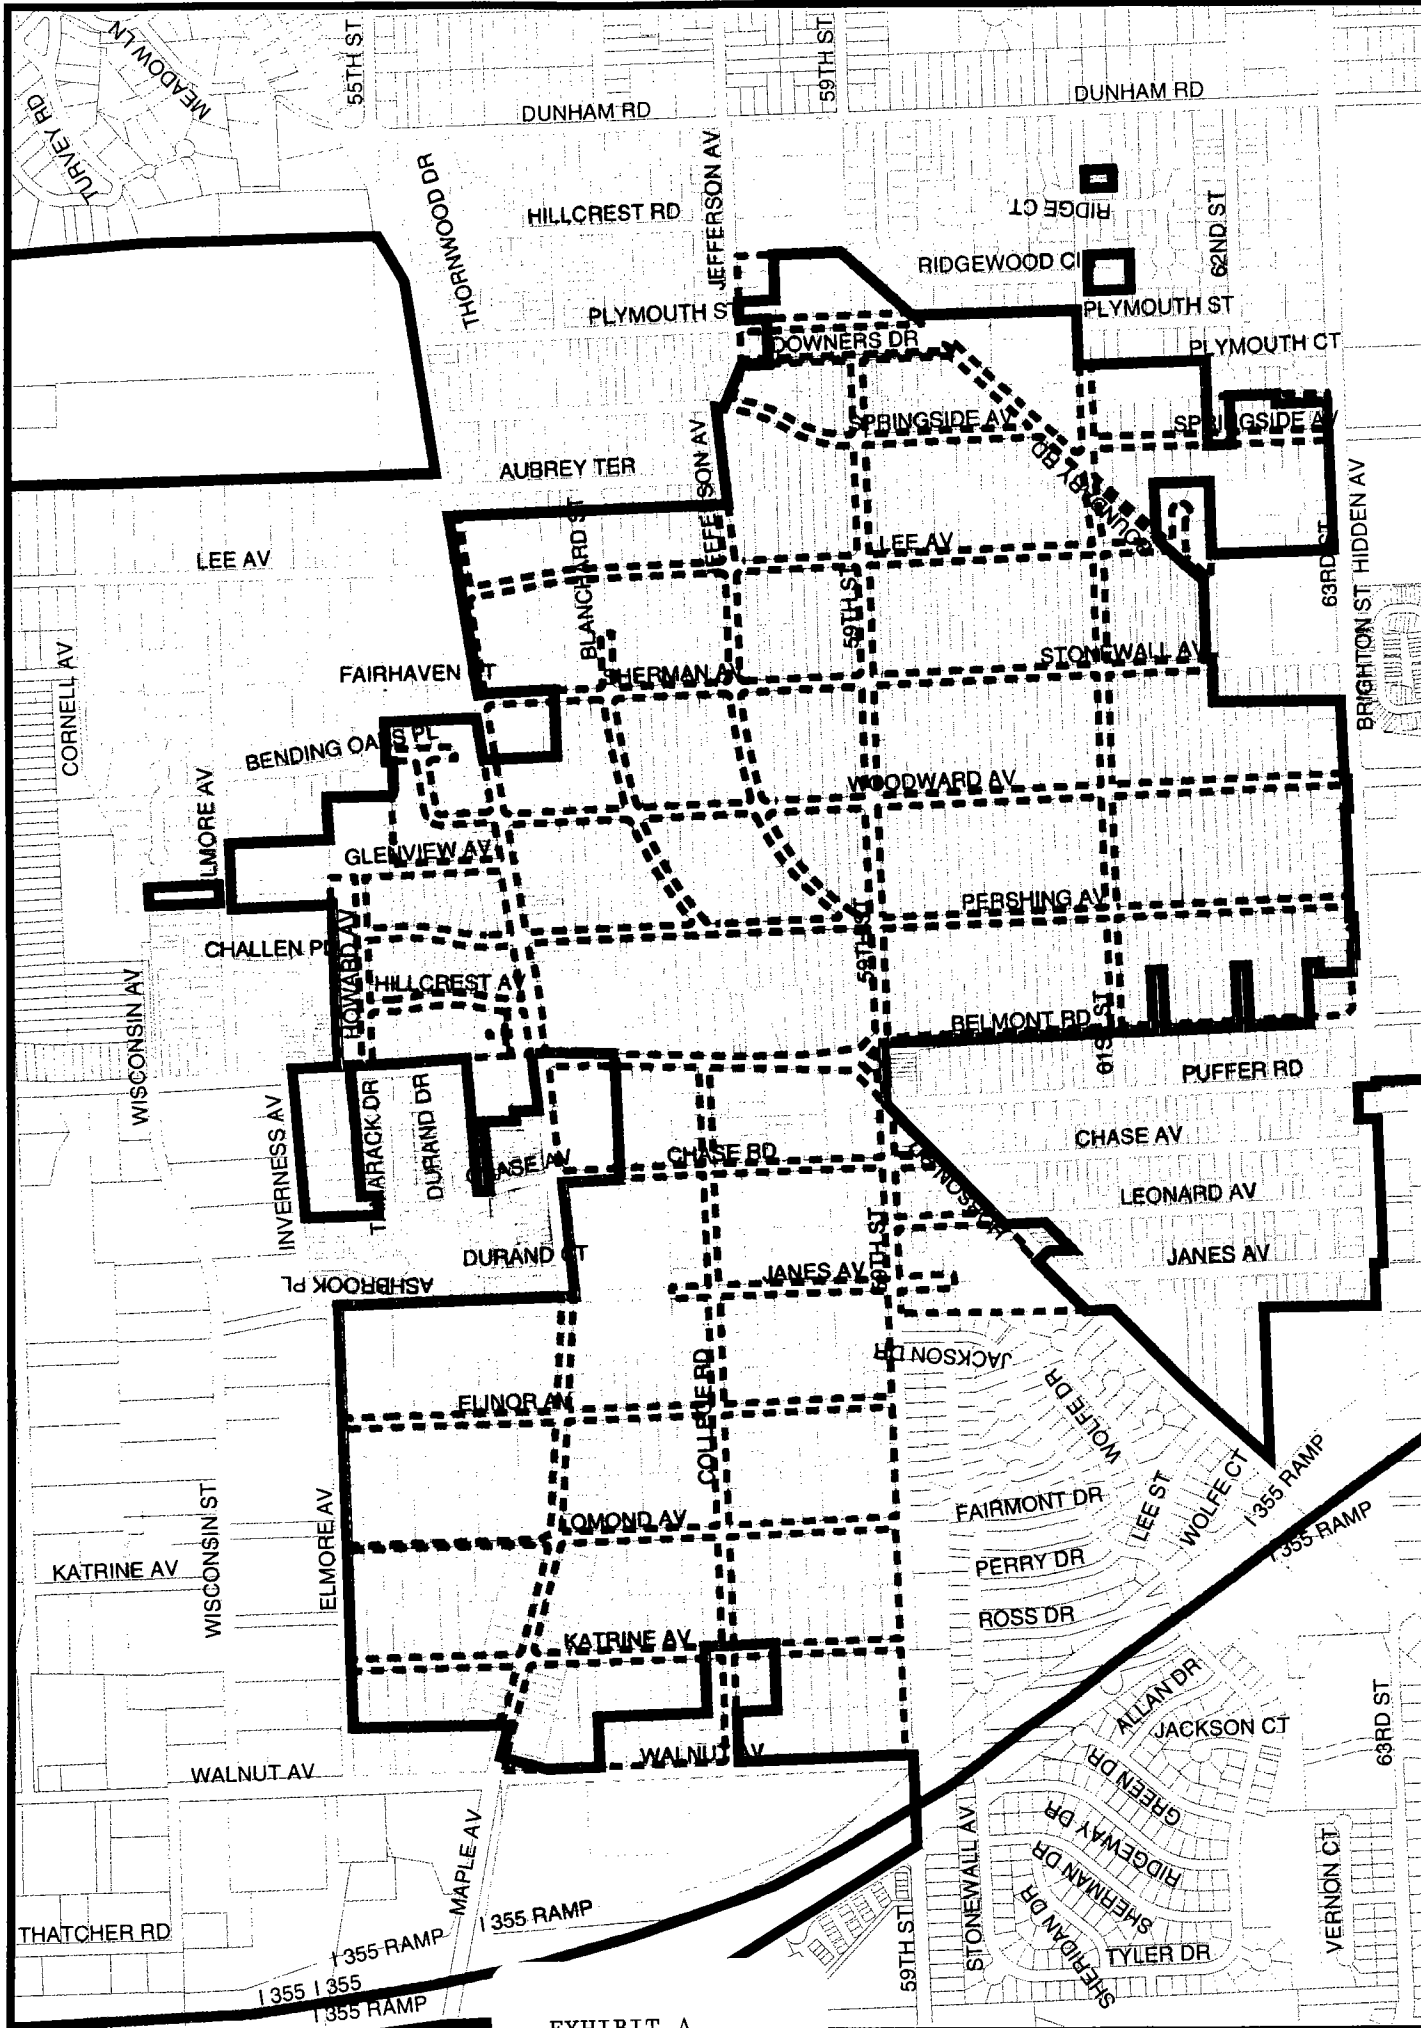 MEADOW LN
TURVEY RD
55TH ST
59TH ST
DUNHAM RD
DUNHAM RD
THORNWOOD DR
JEFFERSON AV
HILLCREST RD
RIDGE CT
62ND ST
RIDGEWOOD CI
PLYMOUTH ST
PLYMOUTH ST
DOWNERS DR
PLYMOUTH CT
SPRINGSIDE AV
SPRINGSIDE AV
AUBREY TER
LEE AV
BLANCHARD ST
LEE AV
59TH ST
63RD ST
HIDDEN AV
BRIGHTON ST
CORNELL AV
FAIRHAVEN CT
SHERMAN AV
STONEWALL AV
BENDING OAKS PL
LMORE AV
WOODWARD AV
GLENVIEW AV
PERSHING AV
CHALLEN PL
HOWARD AV
59TH ST
WISCONSIN AV
HILLCREST AV
BELMONT RD
61ST ST
PUFFER RD
INVERNESS AV
TAMARACK DR
DURAND DR
CHASE AV
CHASE RD
CHASE AV
HOBSON RD
LEONARD AV
DURAND CT
59TH ST
JANES AV
JANES AV
ASHBROOK PL
JACKSON DR
COLLEGE RD
WOLFE DR
ELINOR AV
WISCONSIN ST
ELMORE AV
LOMOND AV
FAIRMONT DR
LEE ST
WOLFE CT
I 355 RAMP
I 355 RAMP
KATRINE AV
PERRY DR
ROSS DR
KATRINE AV
ALLAN DR
JACKSON CT
63RD ST
WALNUT AV
WALNUT AV
GREEN DR
RIDGEWAY DR
SHERMAN DR
SHERIDAN DR
MAPLE AV
STONEWALL AV
VERNON CT
THATCHER RD
I 355 RAMP
I 355 RAMP
59TH ST
TYLER DR
I 355 I 355
I 355 RAMP
EXHIBIT A